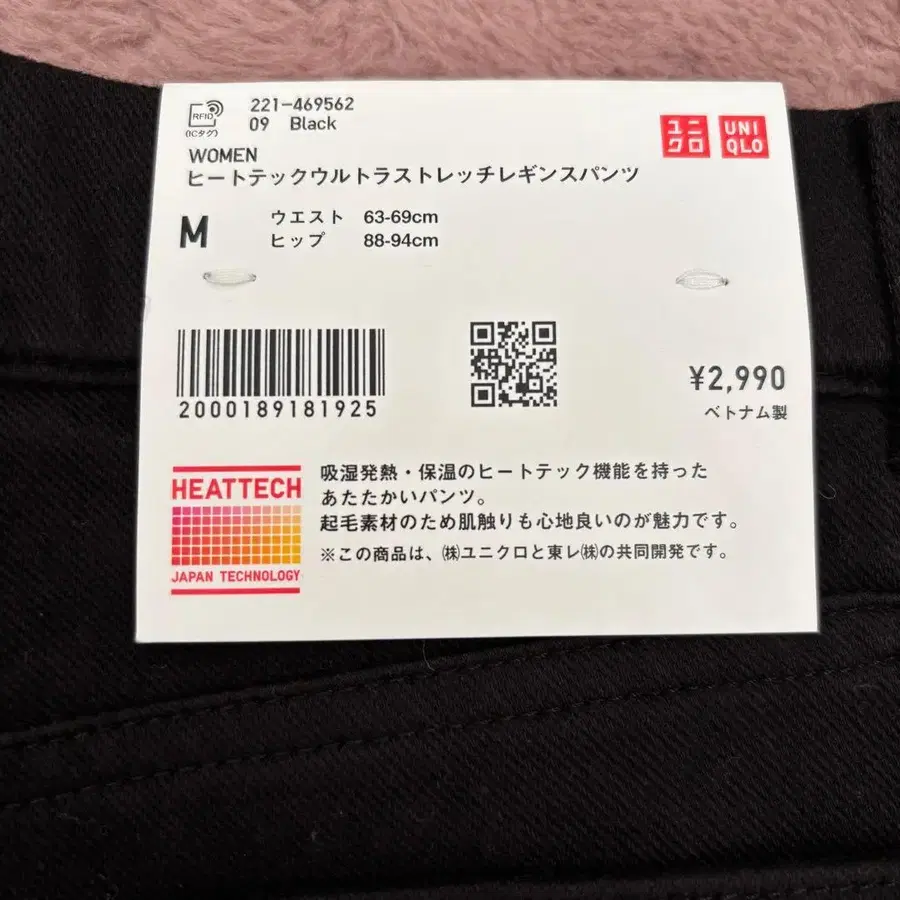 RFID
(ICタグ)
221-469562
09 Black
ユニ
クロ
UNI
QLO
WOMEN
ヒートテックウルトラストレッチレギンスパンツ
M
ウエスト 63-69cm
ヒップ 88-94cm
2000189181925
¥2,990
ベトナム製
HEATTECH
JAPAN TECHNOLOGY
吸湿発熱・保温のヒートテック機能を持った
あたたかいパンツ。
起毛素材のため肌触りも心地良いのが魅力です。
※この商品は、㈱ユニクロと東レ㈱の共同開発です。